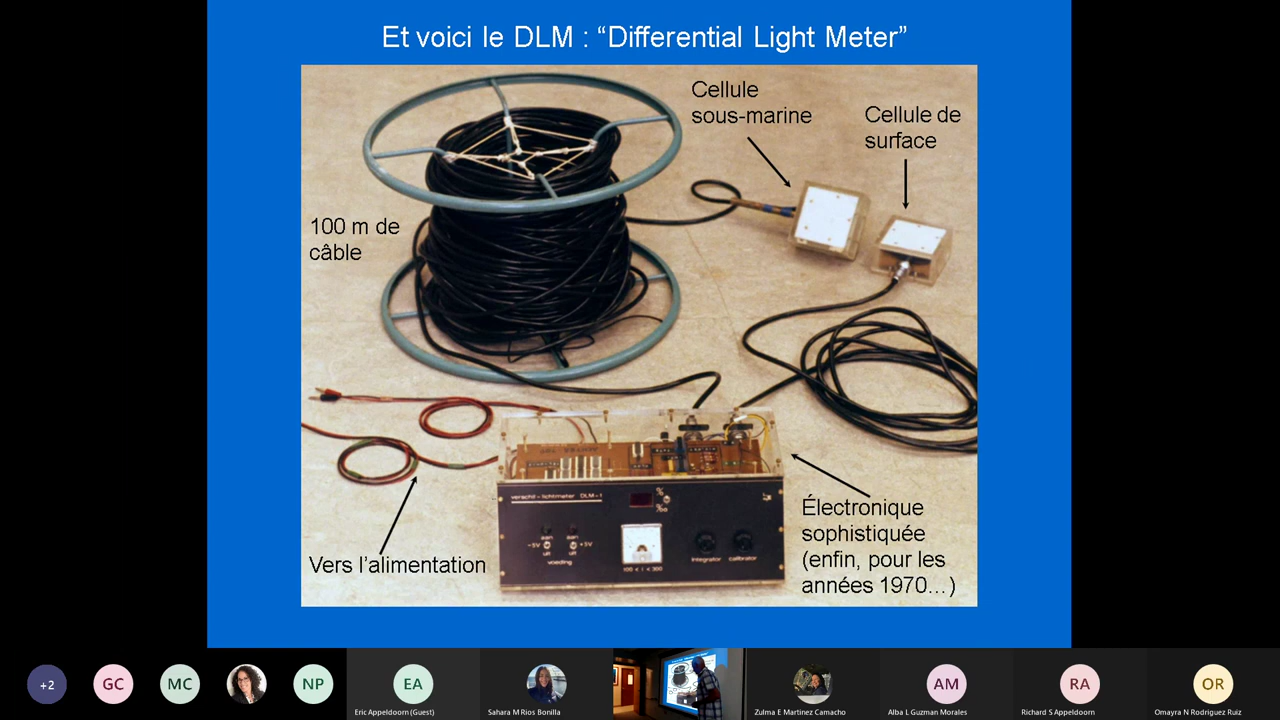 Et voici le DLM : “Differential Light Meter”
Cellule
sous-marine
Cellule de
surface
100 m de
câble
verschil-lichtmeter DLM-1
%
‰
aan
aan
-5V
+5V
uit
uit
voeding
100 < I < 300
integrator
calibrator
Vers l’alimentation
Électronique
sophistiquée
(enfin, pour les
années 1970…)
+2
GC
MC
NP
EA
AM
RA
OR
Eric Appeldoorn (Guest)
Sahara M Rios Bonilla
Zulma E Martinez Camacho
Alba L Guzman Morales
Richard S Appeldoorn
Omayra N Rodriguez Ruiz